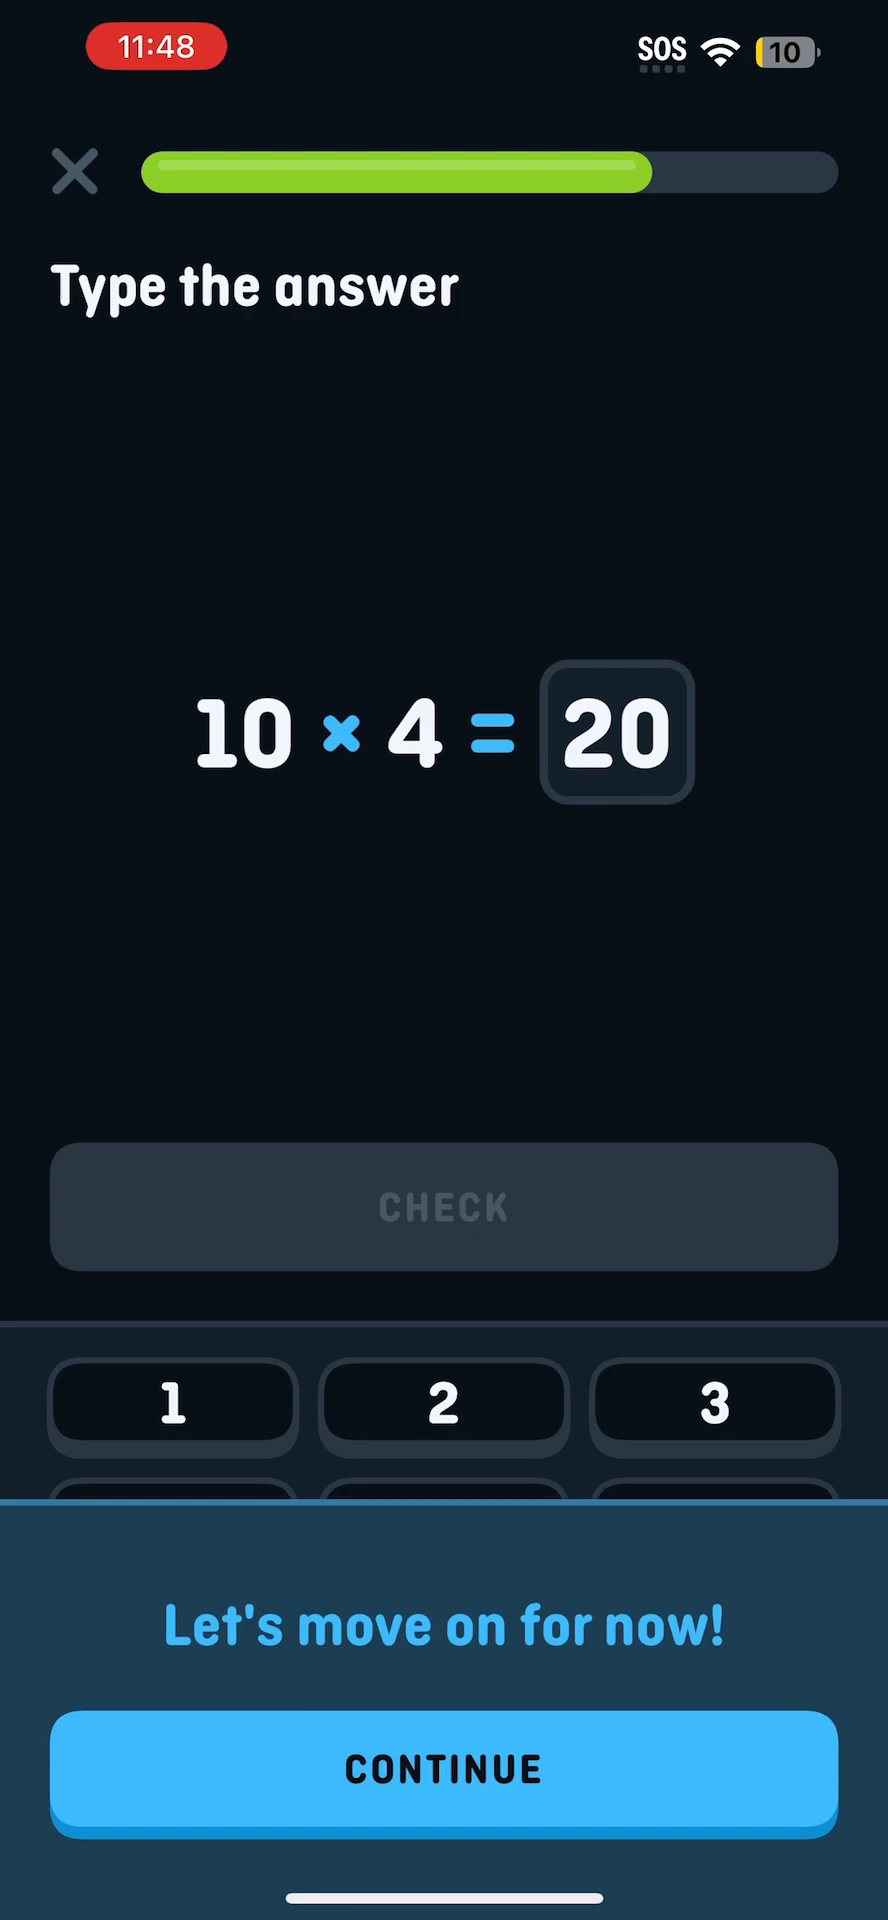 11:48 SOS 10
Type the answer
10 × 4 = 20
CHECK
1 2 3
Let's move on for now!
CONTINUE